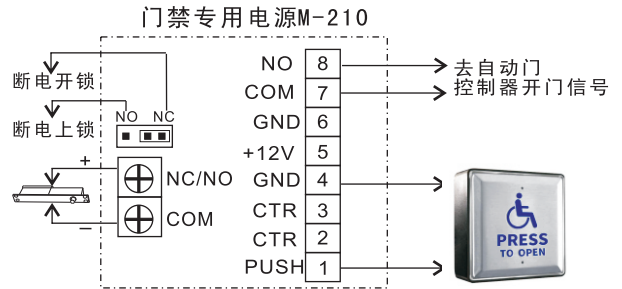 门禁专用电源M-210
断电开锁
断电上锁
NO NC
+
NC/NO
COM
−
NO 8
COM 7
GND 6
+12V 5
GND 4
CTR 3
CTR 2
PUSH 1
去自动门
控制器开门信号
PRESS
TO OPEN